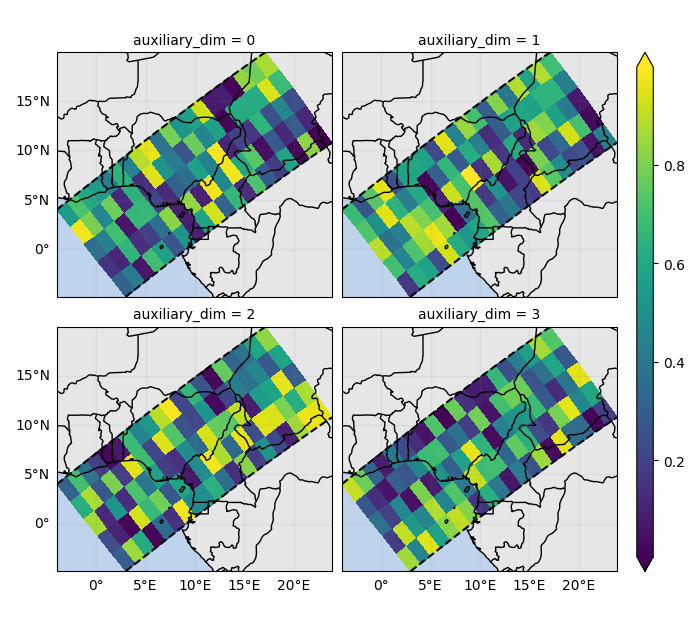 auxiliary_dim = 0
auxiliary_dim = 1
15°N
10°N
5°N
0°
auxiliary_dim = 2
auxiliary_dim = 3
15°N
10°N
5°N
0°
0° 5°E 10°E 15°E 20°E
0° 5°E 10°E 15°E 20°E
0.8
0.6
0.4
0.2